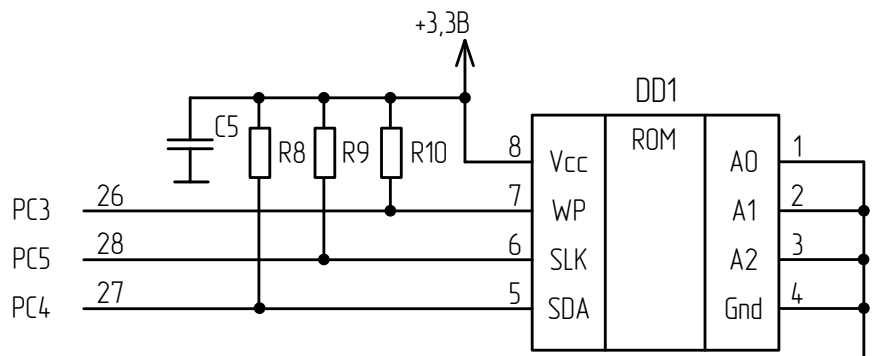 +3,3В
DD1
C5
R8 R9 R10
8 Vcc ROM A0 1
PC3 26 7 WP A1 2
PC5 28 6 SLK A2 3
PC4 27 5 SDA Gnd 4